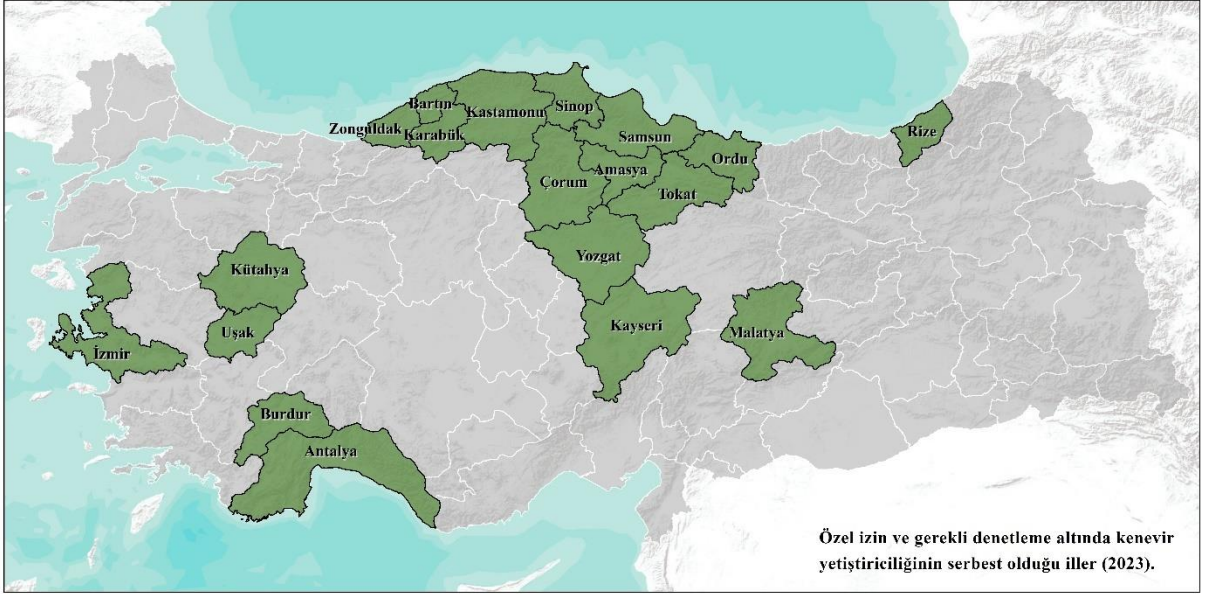 Bartın
Kastamonu
Sinop
Zonguldak
Karabük
Samsun
Rize
Ordu
Amasya
Çorum
Tokat
Yozgat
Kütahya
Uşak
Kayseri
Malatya
İzmir
Burdur
Antalya
Özel izin ve gerekli denetleme altında kenevir
yetiştiriciliğinin serbest olduğu iller (2023).